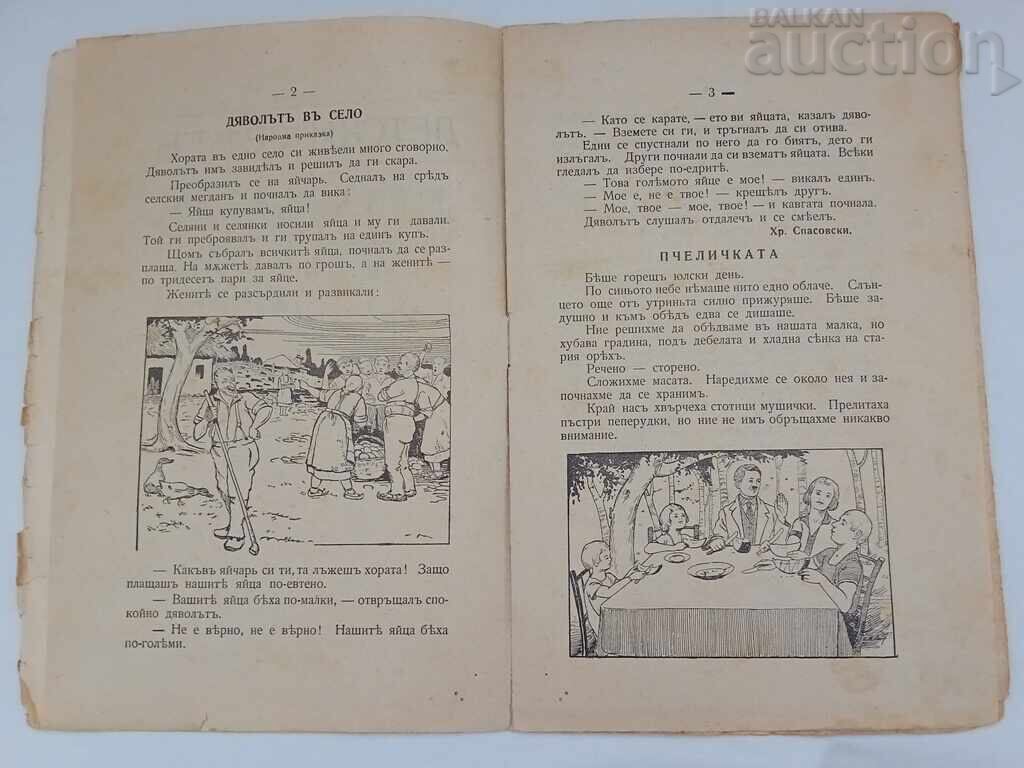 BALKAN
auction
— 2 —
ДЯВОЛЪТЪ ВЪ СЕЛО
(Народна приказка)
Хората въ едно село си живѣели много сговорно.
Дяволътъ имъ завидѣлъ и решилъ да ги скара.
Преобразилъ се на яйчарь. Седналъ на срѣдъ
селския мегданъ и почналъ да вика:
— Яйца купувамъ, яйца!
Селяни и селянки носили яйца и му ги давали.
Той ги преброявалъ и ги трупалъ на единъ купъ.
Щомъ събралъ всичкитѣ яйца, почналъ да се раз-
плаща. На мѫжетѣ давалъ по грошъ, а на женитѣ —
по тридесетъ пари за яйце.
Женитѣ се разсърдили и развикали:
— Какъвъ яйчарь си ти, та лъжешъ хората! Защо
плащашъ нашитѣ яйца по-евтено.
— Вашитѣ яйца бѣха по-малки, — отвръщалъ спо-
койно дяволътъ.
— Не е вѣрно, не е вѣрно! Нашитѣ яйца бѣха
по-голѣми.
— 3 —
— Като се карате, — ето ви яйцата, казалъ дяво-
лътъ. — Вземете си ги, и тръгналъ да си отива.
Едни се спустнали по него да го биятъ, дето ги
излъгалъ. Други почнали да си взематъ яйцата. Всѣки
гледалъ да избере по-едритѣ.
— Това голѣмото яйце е мое! — викалъ единъ.
— Мое е, не е твое! — крещѣлъ другъ.
— Мое, твое — мое, твое! — и кавгата почнала.
Дяволътъ слушалъ отдалечъ и се смѣелъ.
Хр. Спасовски.
ПЧЕЛИЧКАТА
Бѣше горещъ юлски день.
По синьото небе нѣмаше нито едно облаче. Слън-
цето още отъ утриньта силно прижуряше. Бѣше за-
душно и къмъ обѣдъ едва се дишаше.
Ние решихме да обѣдваме въ нашата малка, но
хубава градина, подъ дебелата и хладна сѣнка на ста-
рия орѣхъ.
Речено — сторено.
Сложихме масата. Наредихме се около нея и за-
почнахме да се хранимъ.
Край насъ хвърчеха стотици мушички. Прелитаха
пъстри пеперудки, но ние не имъ обръщахме никакво
внимание.